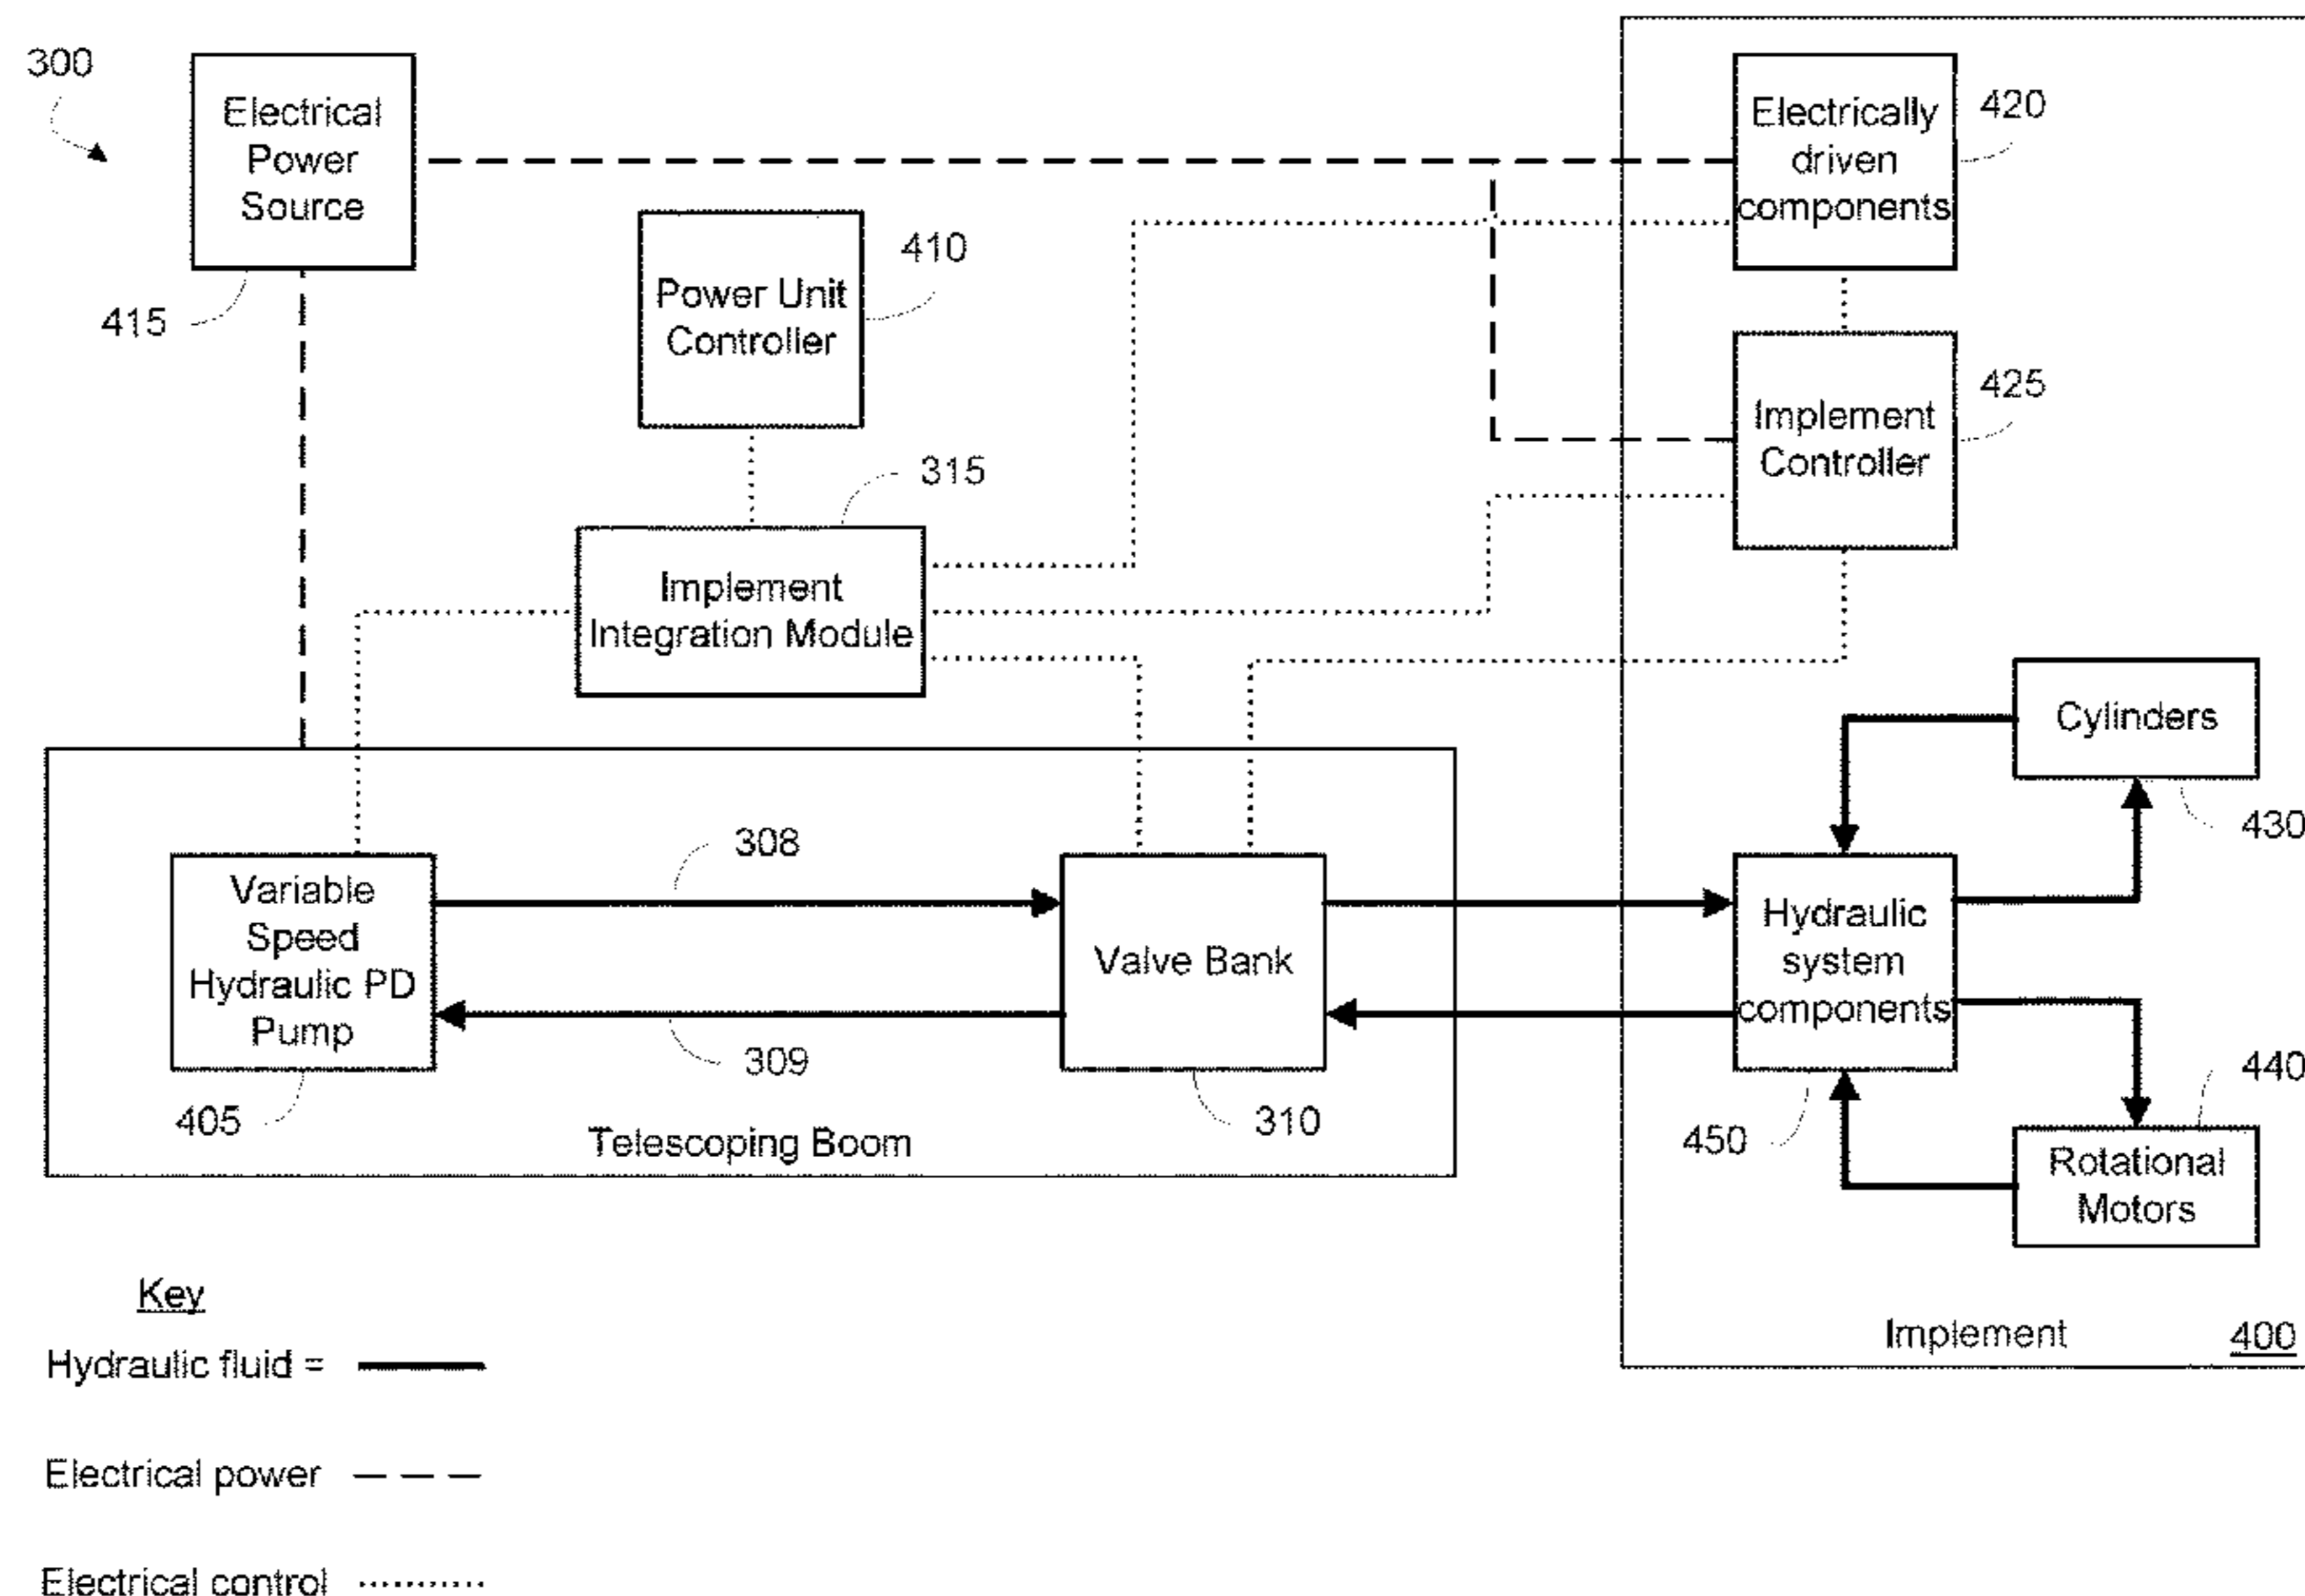 300
Electrical
Power
Source
415
Power Unit
Controller
410
315
Implement
Integration Module
Electrically
driven
components
420
Implement
Controller
425
Cylinders
430
Variable
Speed
Hydraulic PD
Pump
405
308
309
Valve Bank
310
Telescoping Boom
Hydraulic
system
components
450
440
Rotational
Motors
Implement 400
Key
Hydraulic fluid =
Electrical power
Electrical control